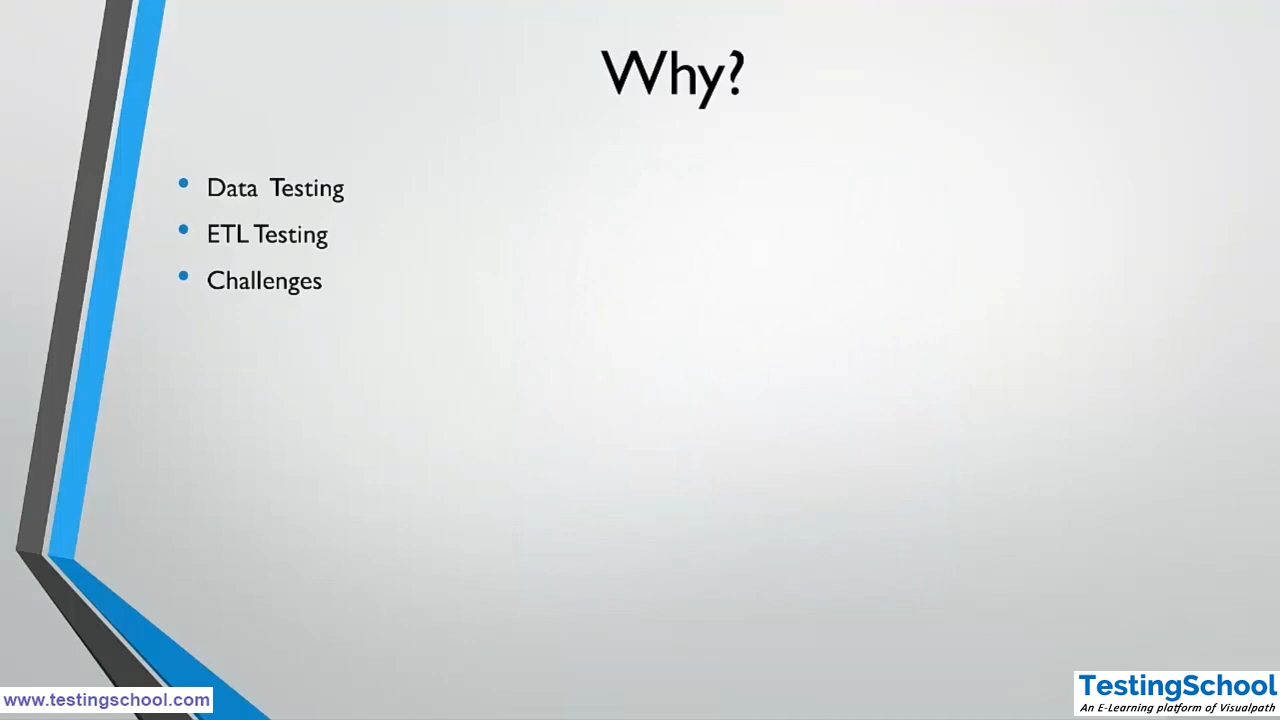 Why?
Data Testing
ETL Testing
Challenges
www.testingschool.com
TestingSchool
An E-Learning platform of Visualpath